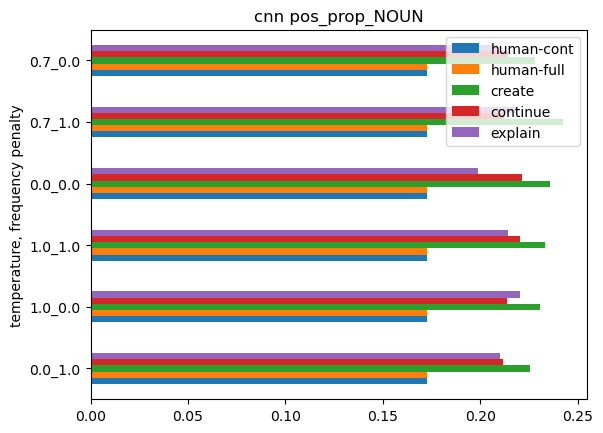 cnn pos_prop_NOUN
human-cont
human-full
create
continue
explain
temperature, frequency penalty
0.7_0.0
0.7_1.0
0.0_0.0
1.0_1.0
1.0_0.0
0.0_1.0
0.00 0.05 0.10 0.15 0.20 0.25